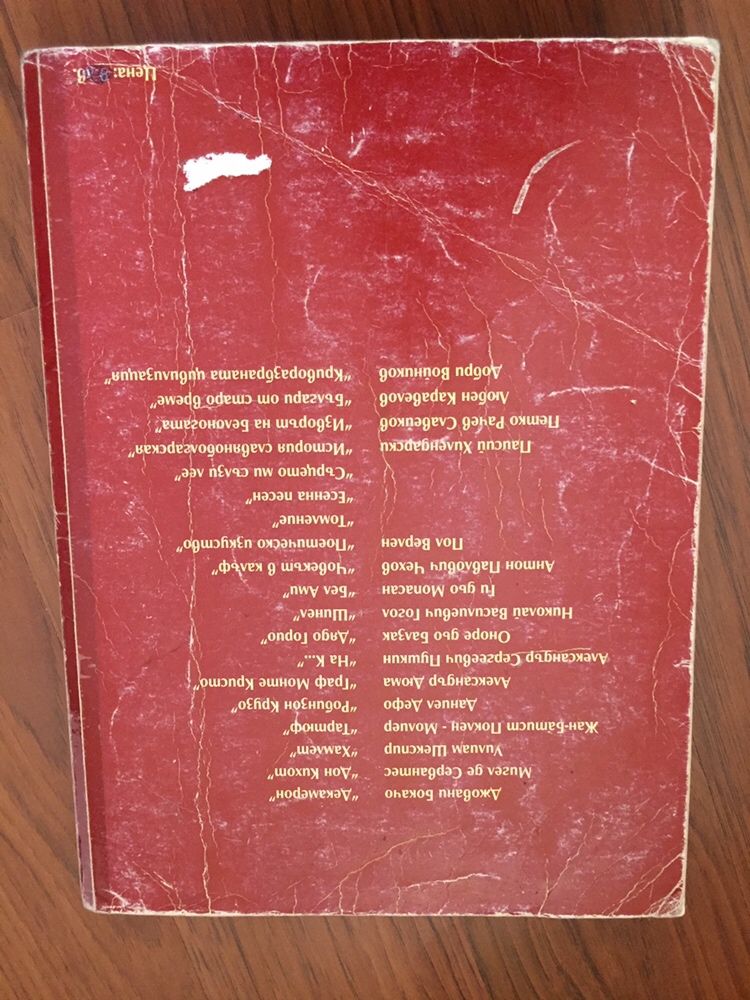 Джовани Бокачо "Декамерон"
Мигел де Сервантес "Дон Кихот"
Уилиам Шекспир "Хамлет"
Жан-Батист Поклен - Молиер "Тартюф"
Даниел Дефо "Робинзон Крузо"
Александър Дюма "Граф Монте Кристо"
Александър Сергеевич Пушкин "На К..."
Оноре дьо Балзак "Дядо Горио"
Николай Василиевич Гогол "Шинел"
Ги дьо Мопасан "Бел Ами"
Антон Павлович Чехов "Човекът в калъф"
Пол Верлен "Поетическо изкуство"
"Томление"
"Есенна песен"
"Сърцето ми сълзи лее"
Паисий Хилендарски "История славяноболгарская"
Петко Рачев Славейков "Изворът на Белоногата"
Любен Каравелов "Българи от старо време"
Добри Войников "Криворазбраната цивилизация"
Цена: лв.